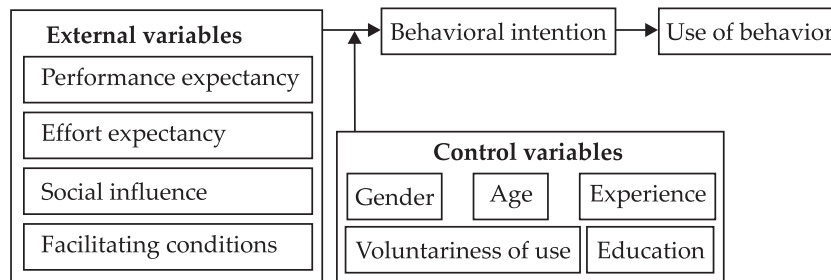 External variables
Performance expectancy
Effort expectancy
Social influence
Facilitating conditions
Behavioral intention
Use of behavior
Control variables
Gender Age Experience
Voluntariness of use Education